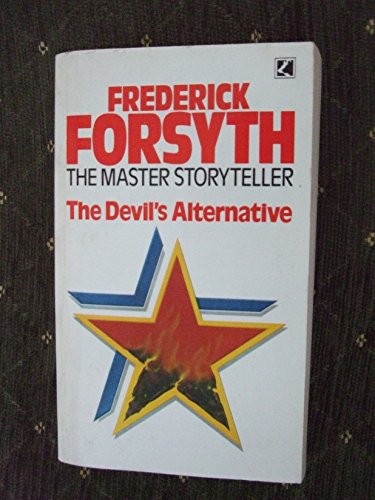 FREDERICK
FORSYTH
THE MASTER STORYTELLER
The Devil's Alternative